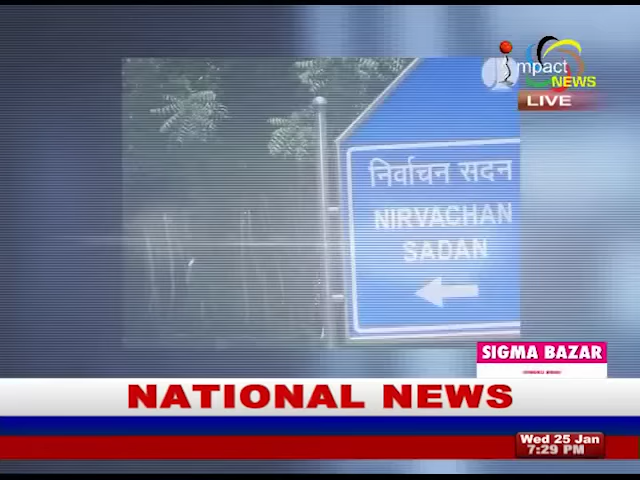 impact
NEWS
LIVE
निर्वाचन सदन
NIRVACHAN
SADAN
SIGMA BAZAR
NATIONAL NEWS
Wed 25 Jan
7:29 PM